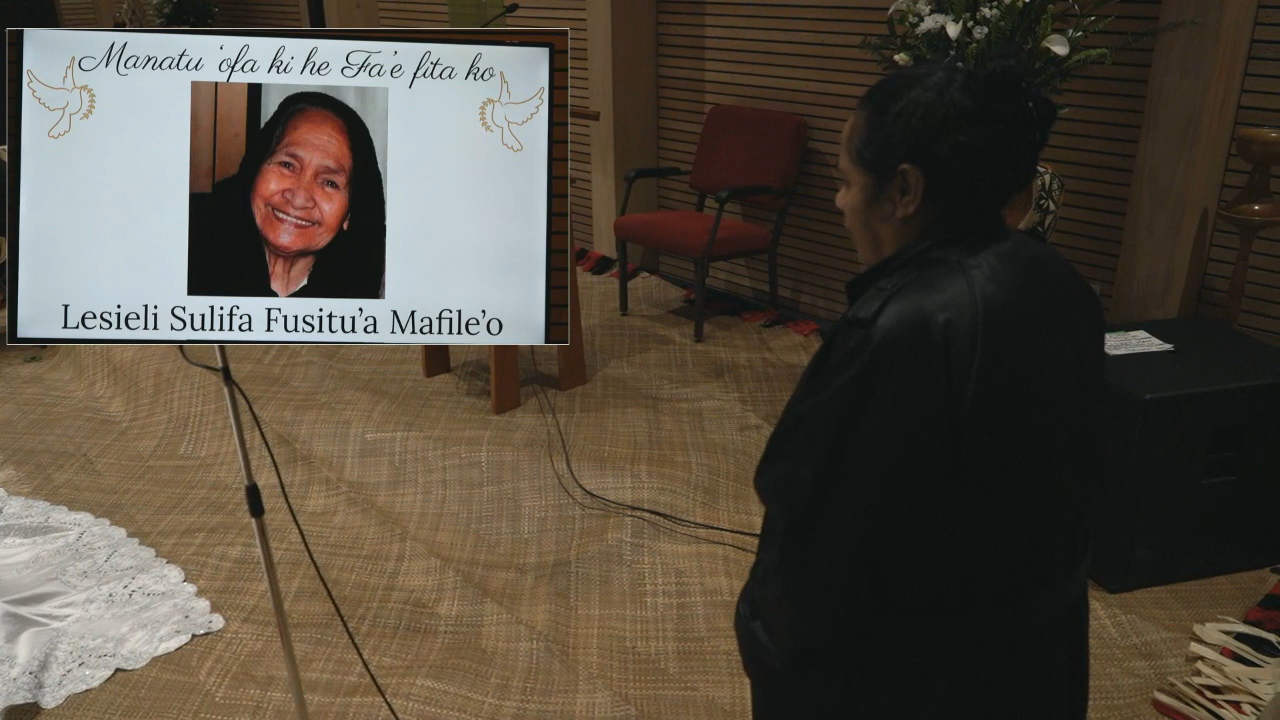 Manatu ‘ofa ki he Fa'e fita ko
Lesieli Sulifa Fusitu’a Mafile’o